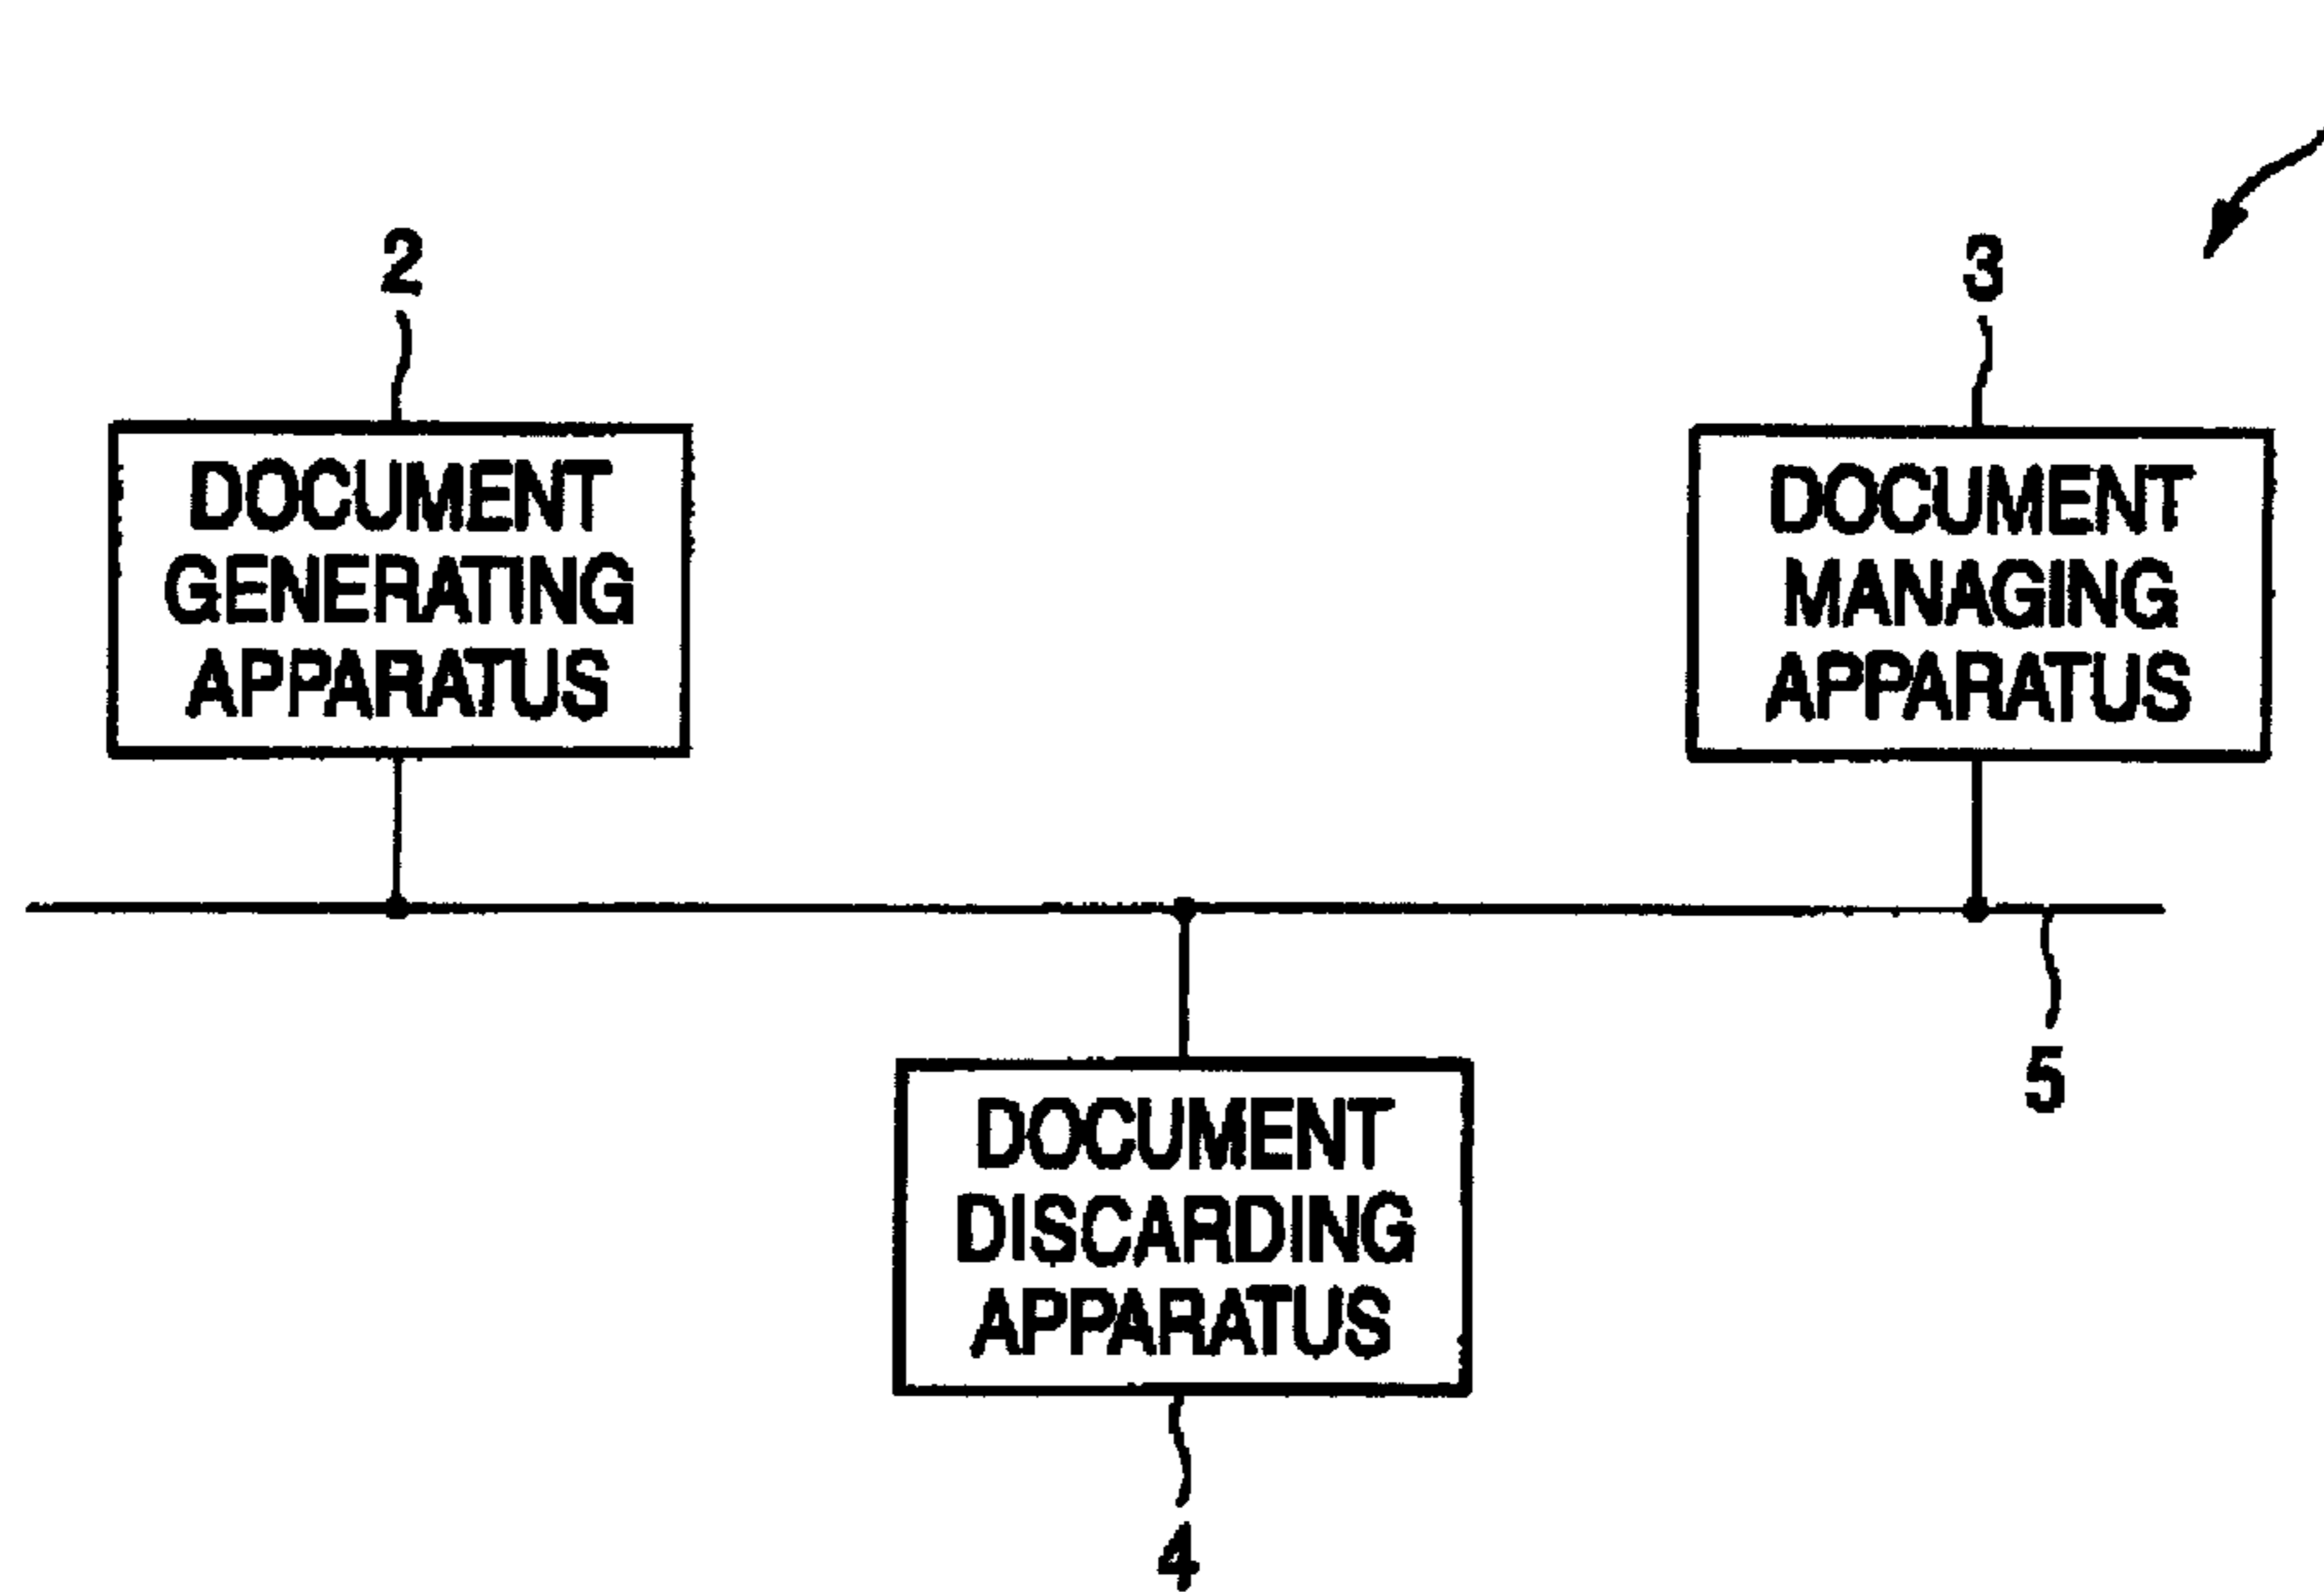 2
3
DOCUMENT
GENERATING
APPARATUS
DOCUMENT
MANAGING
APPARATUS
5
DOCUMENT
DISCARDING
APPARATUS
4